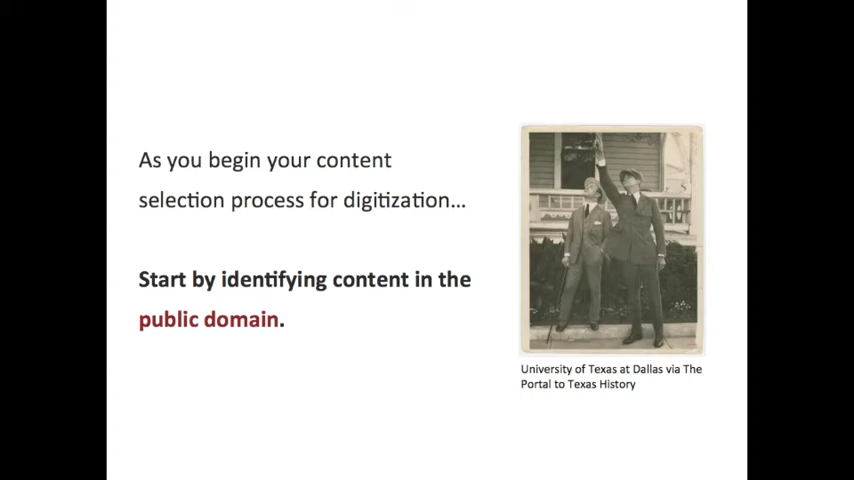 As you begin your content
selection process for digitization...
Start by identifying content in the
public domain.
University of Texas at Dallas via The
Portal to Texas History